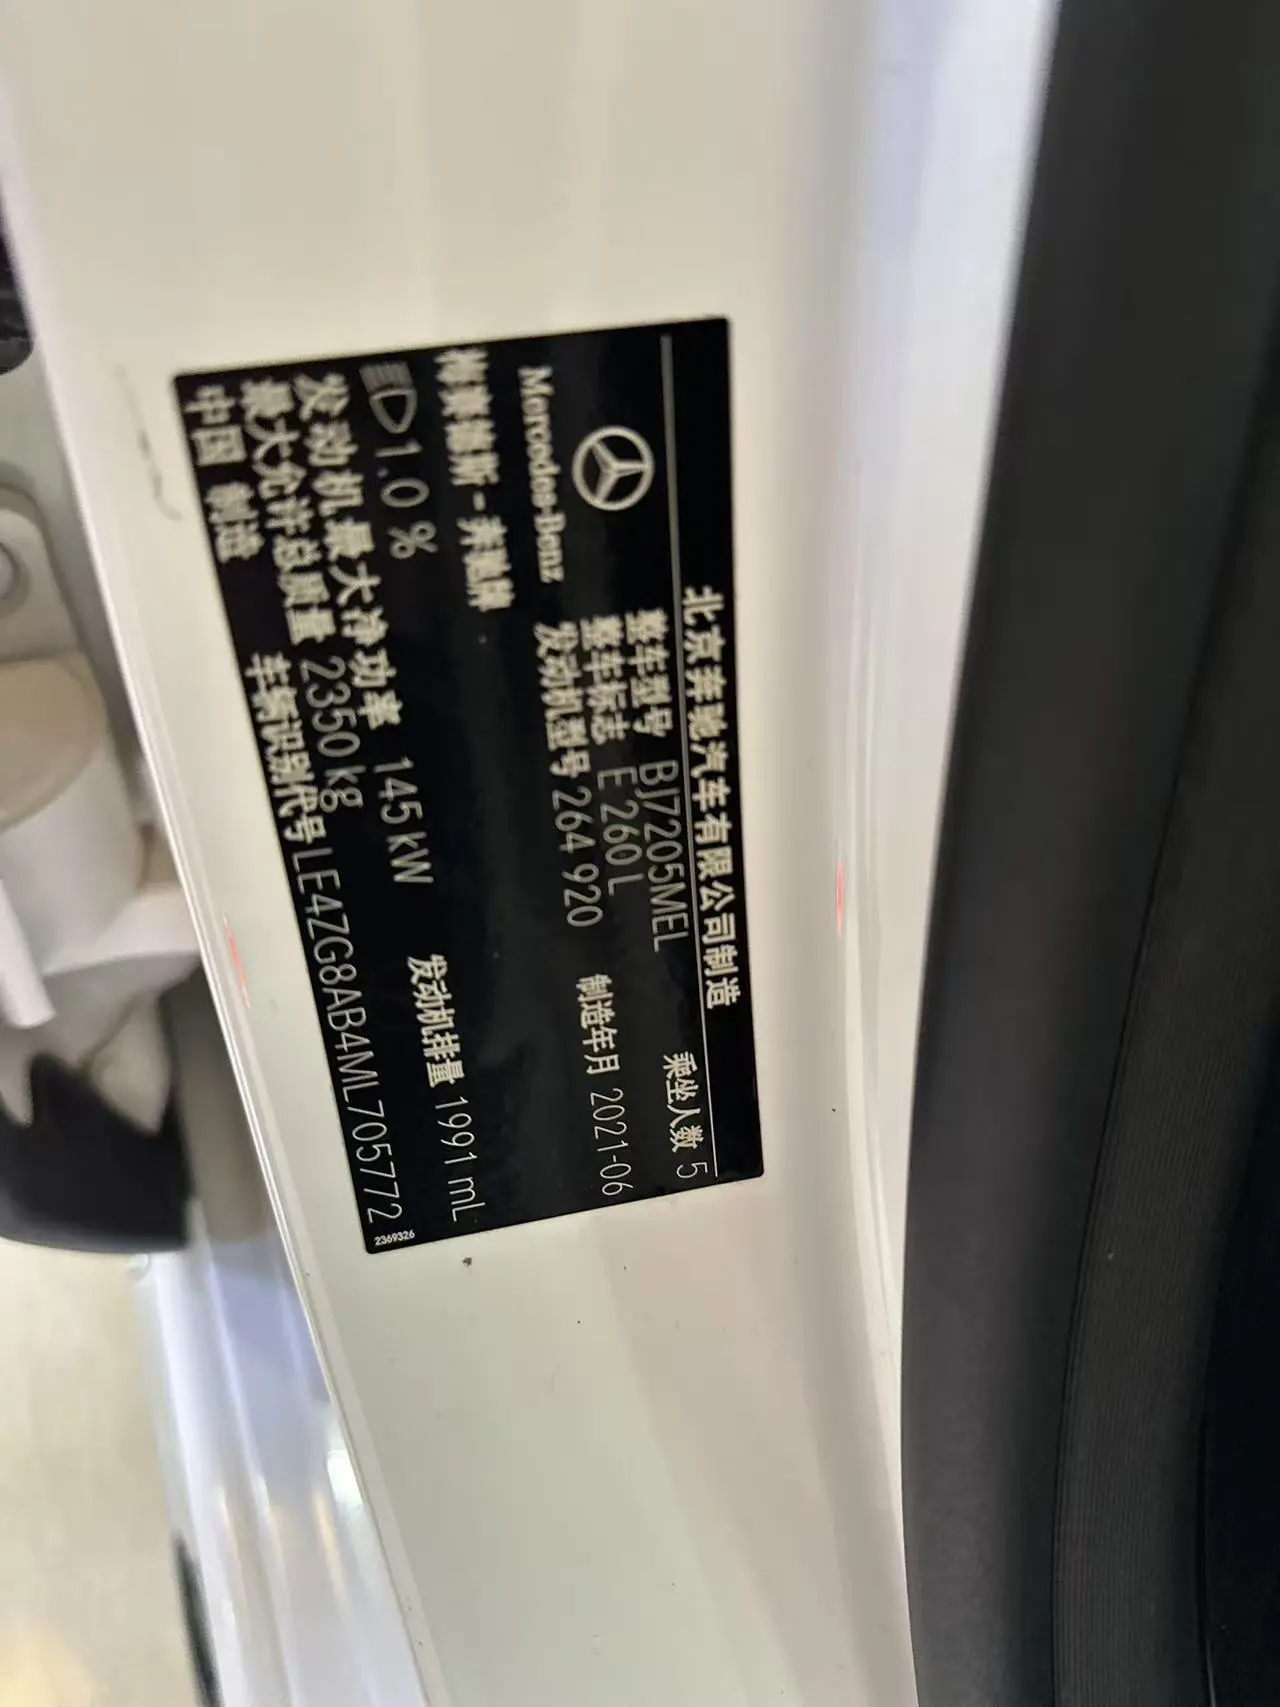 北京奔驰汽车有限公司制造
Mercedes-Benz
梅赛德斯-奔驰牌
整车型号 BJ7205MEL 乘坐人数 5
整车标志 E 260 L
发动机型号 264 920 制造年月 2021-06
1.0 %
发动机最大净功率 145 kW 发动机排量 1991 mL
最大允许总质量 2350 kg
中国 制造 车辆识别代号 LE4ZG8AB4ML705772
2369326